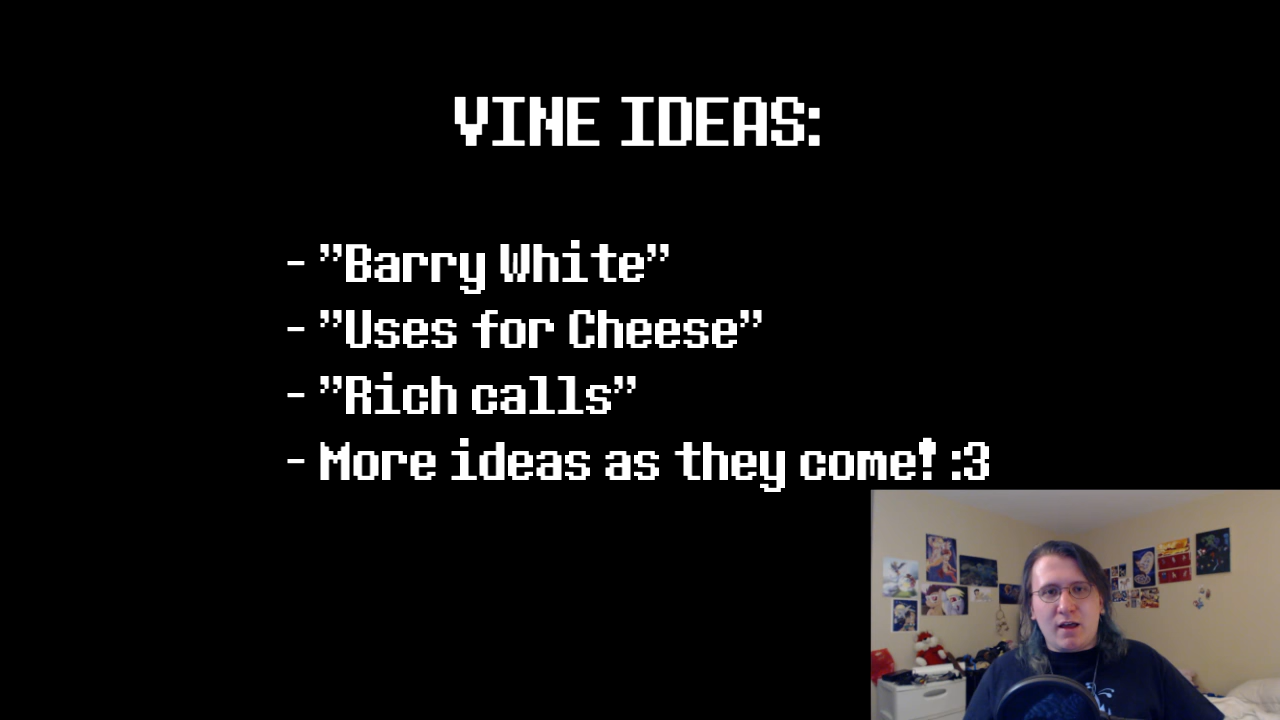 VINE IDEAS:
- ”Barry White”
- ”Uses for Cheese”
- ”Rich calls”
- More ideas as they come! :3